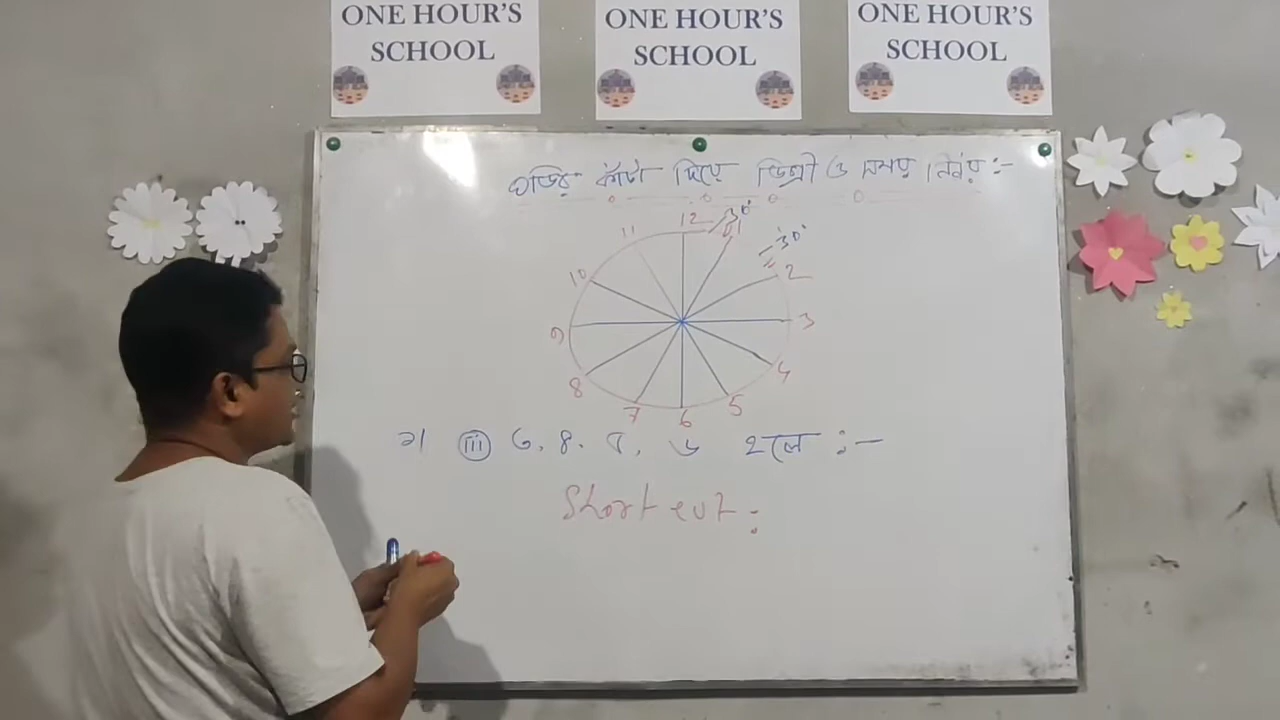 ONE HOUR'S
SCHOOL
ONE HOUR'S
SCHOOL
ONE HOUR'S
SCHOOL
ঘড়ির কাঁটা দিয়ে ডিগ্রী ও সময় নির্ণয় :-
12 30°
11 1 30°
10 2
9 3
8 4
7 6 5
(iii) ৩, ৪, ৫, ৬ হলে :-
Short cut :